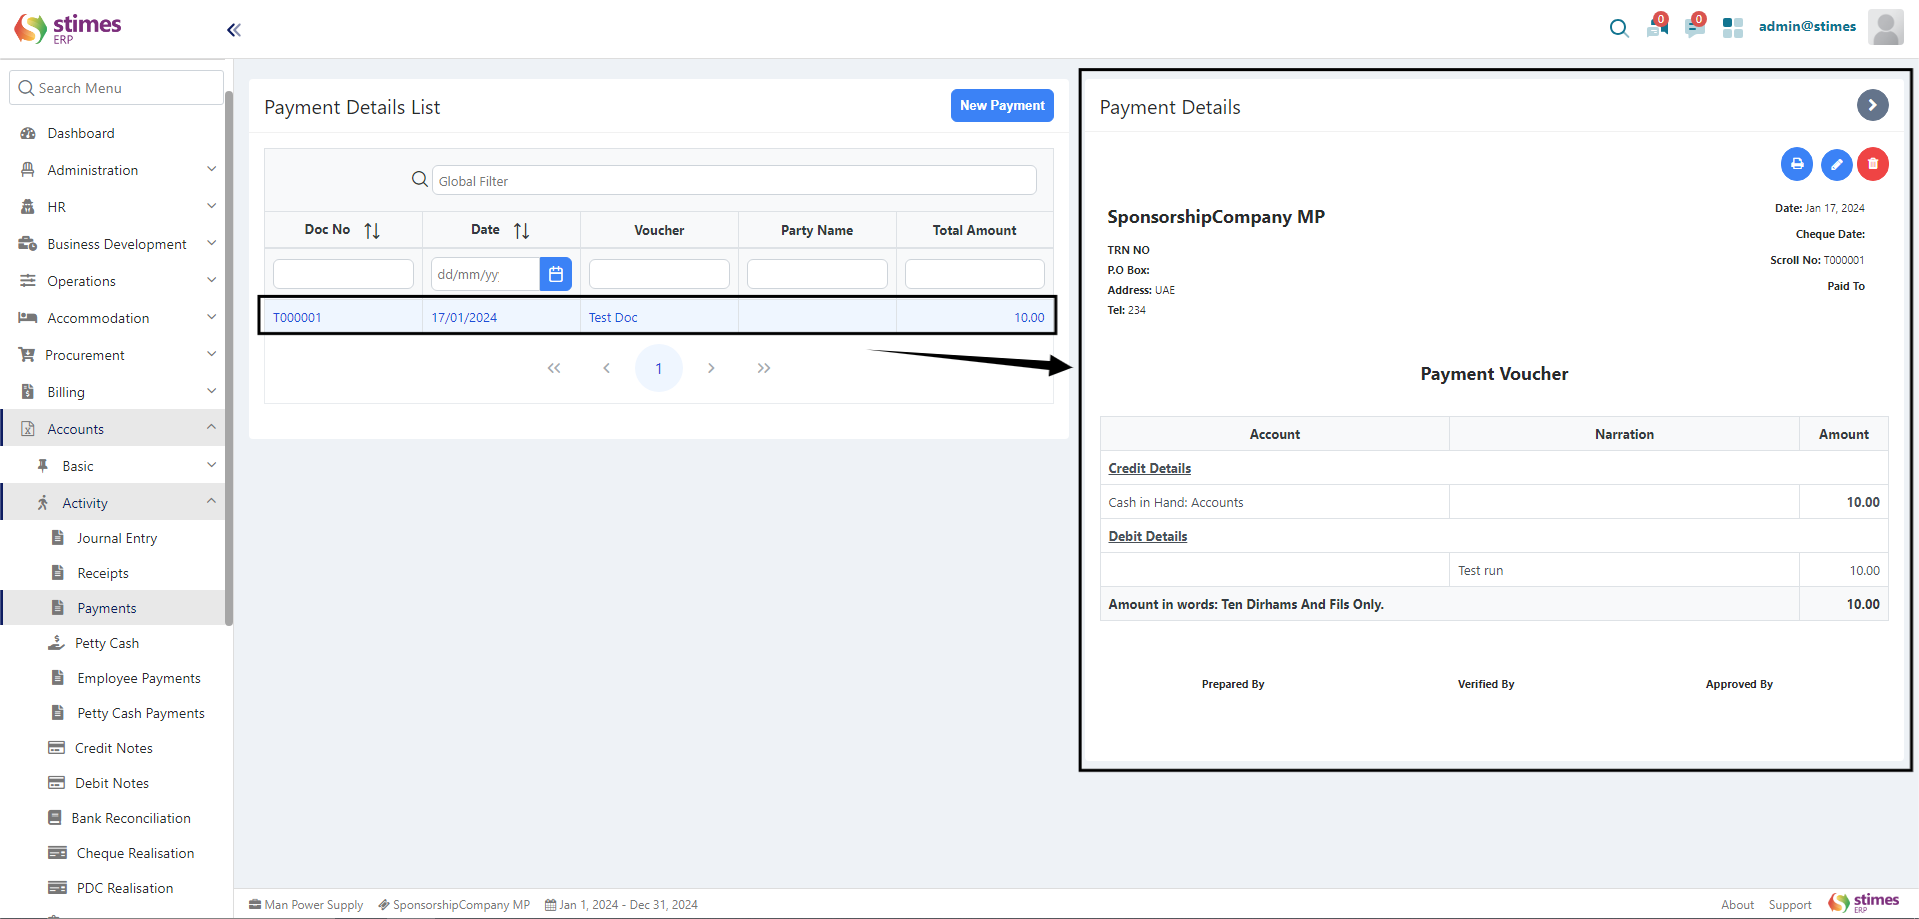 stimes
ERP
0
0
admin@stimes
Search Menu
Dashboard
Administration
HR
Business Development
Operations
Accommodation
Procurement
Billing
Accounts
Basic
Activity
Journal Entry
Receipts
Payments
Petty Cash
Employee Payments
Petty Cash Payments
Credit Notes
Debit Notes
Bank Reconciliation
Cheque Realisation
PDC Realisation
Payment Details List
New Payment
Global Filter
Doc No Date Voucher Party Name Total Amount
dd/mm/yy
T000001 17/01/2024 Test Doc 10.00
1
Payment Details
SponsorshipCompany MP
TRN NO
P.O Box:
Address: UAE
Tel: 234
Date: Jan 17, 2024
Cheque Date:
Scroll No: T000001
Paid To
Payment Voucher
Account Narration Amount
Credit Details
Cash in Hand: Accounts 10.00
Debit Details
Test run 10.00
Amount in words: Ten Dirhams And Fils Only. 10.00
Prepared By Verified By Approved By
Man Power Supply SponsorshipCompany MP Jan 1, 2024 - Dec 31, 2024
About Support stimes
ERP